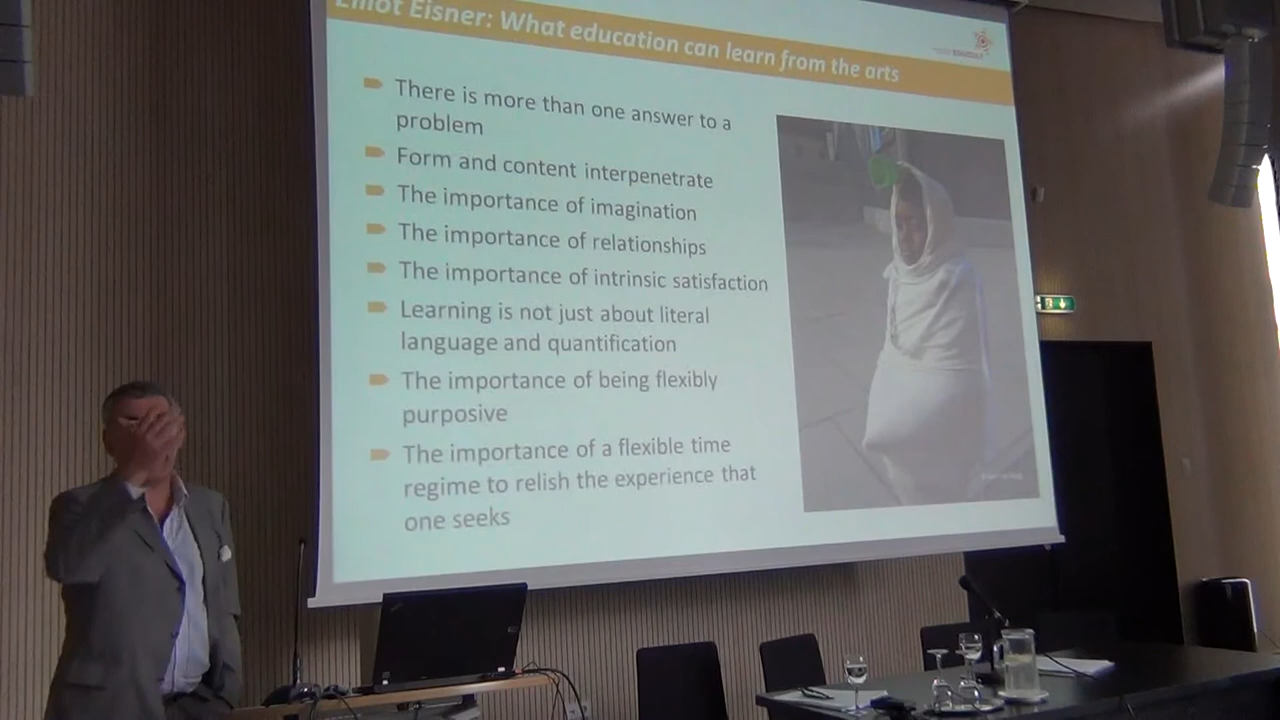 Elliot Eisner: What education can learn from the arts
There is more than one answer to a
problem
Form and content interpenetrate
The importance of imagination
The importance of relationships
The importance of intrinsic satisfaction
Learning is not just about literal
language and quantification
The importance of being flexibly
purposive
The importance of a flexible time
regime to relish the experience that
one seeks